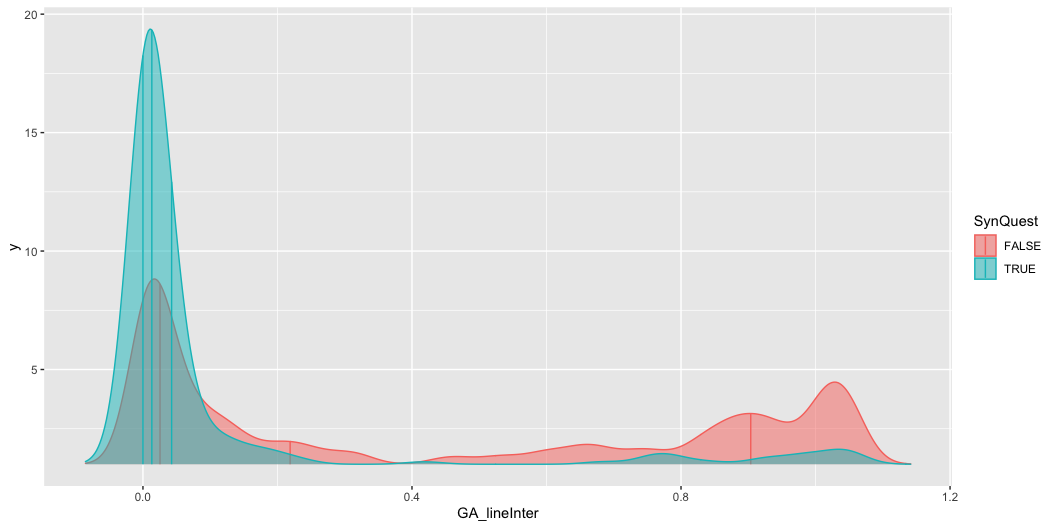 20
15
10
5
y
0.0
0.4
0.8
1.2
GA_lineInter
SynQuest
FALSE
TRUE